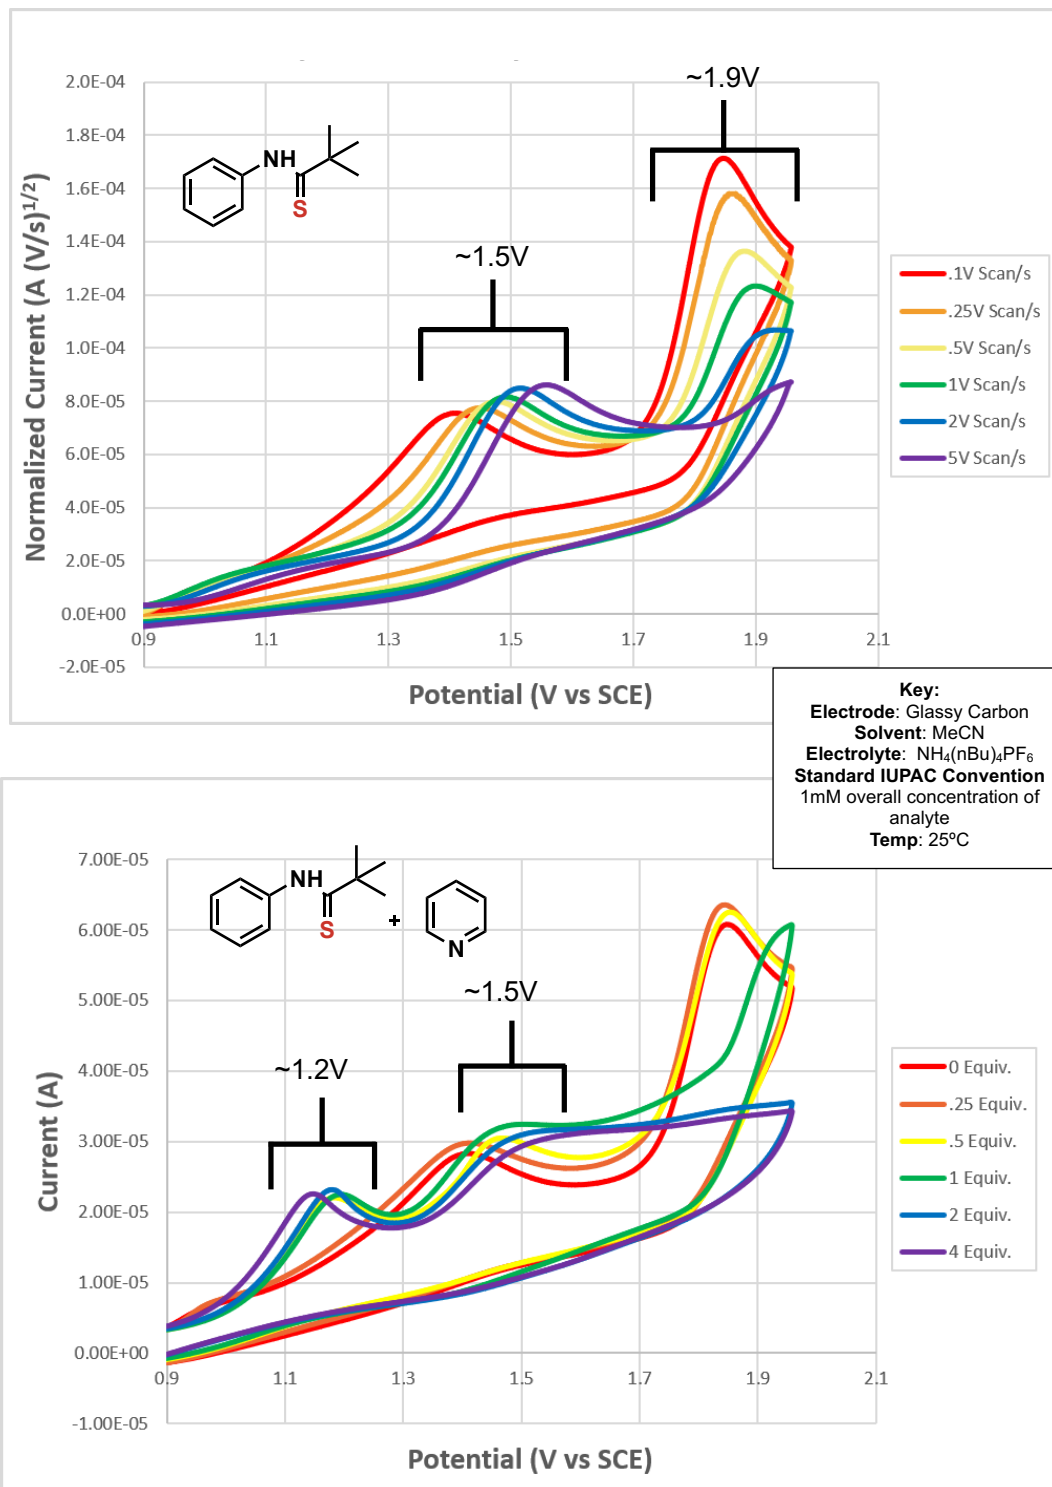 ~1.9V
2.0E-04
1.8E-04
1.6E-04
1.4E-04
1.2E-04
1.0E-04
8.0E-05
6.0E-05
4.0E-05
2.0E-05
0.0E+00
-2.0E-05
Normalized Current (A (V/s)^1/2)
NH
S
~1.5V
.1V Scan/s
.25V Scan/s
.5V Scan/s
1V Scan/s
2V Scan/s
5V Scan/s
0.9 1.1 1.3 1.5 1.7 1.9 2.1
Potential (V vs SCE)
Key:
Electrode: Glassy Carbon
Solvent: MeCN
Electrolyte: NH₄(nBu)₄PF₆
Standard IUPAC Convention
1mM overall concentration of
analyte
Temp: 25ºC
7.00E-05
6.00E-05
5.00E-05
4.00E-05
3.00E-05
2.00E-05
1.00E-05
0.00E+00
-1.00E-05
Current (A)
NH
S
+
N
~1.5V
~1.2V
0 Equiv.
.25 Equiv.
.5 Equiv.
1 Equiv.
2 Equiv.
4 Equiv.
0.9 1.1 1.3 1.5 1.7 1.9 2.1
Potential (V vs SCE)